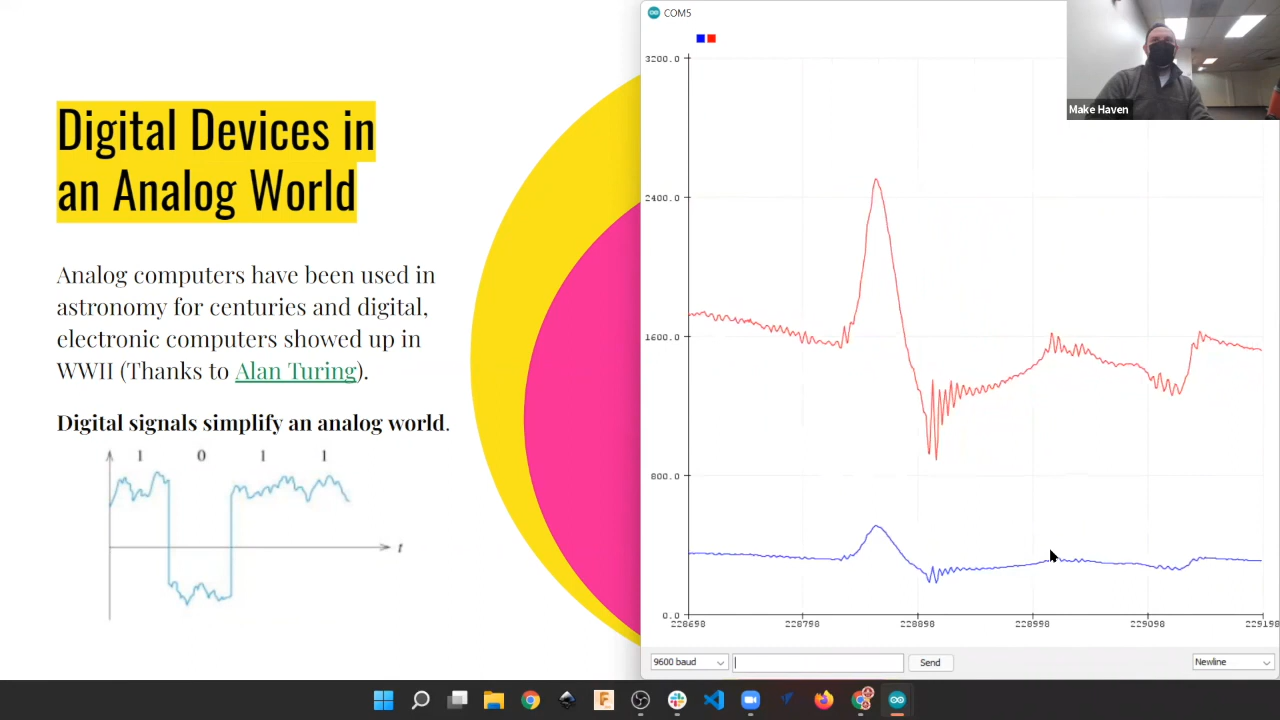 Digital Devices in
an Analog World
Analog computers have been used in
astronomy for centuries and digital,
electronic computers showed up in
WWII (Thanks to Alan Turing).
Digital signals simplify an analog world.
1 0 1 1
t
COM5
3200.0
2400.0
1600.0
800.0
0.0
228698 228798 228898 228998 229098 229198
9600 baud Send Newline
Make Haven